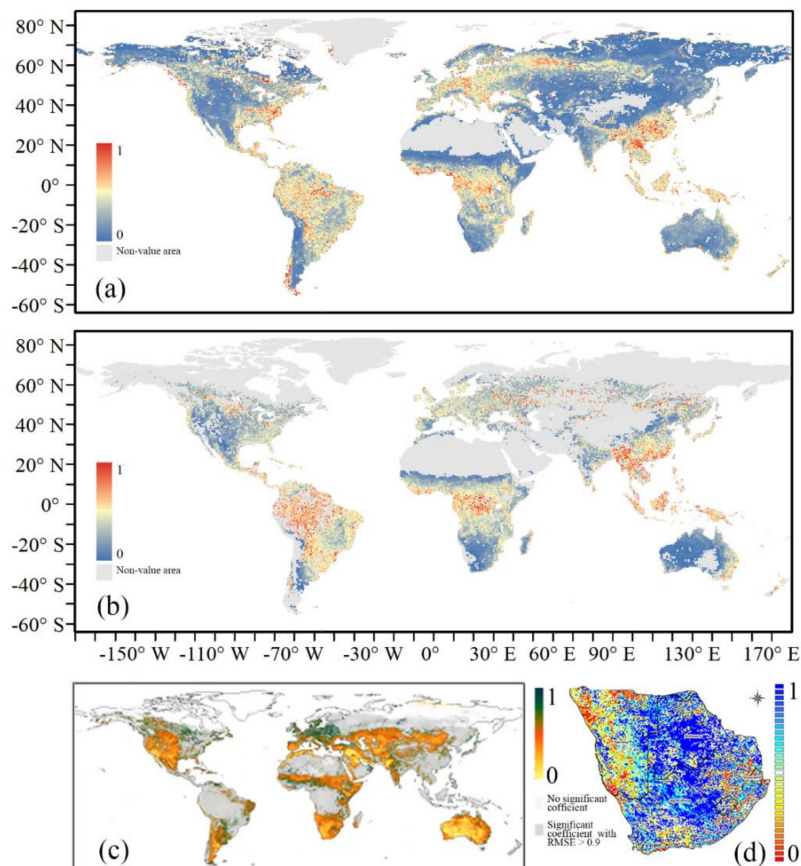 80° N
60° N
40° N
20° N
0°
-20° S
-40° S
-60° S
1
0
Non-value area
(a)
80° N
60° N
40° N
20° N
0°
-20° S
-40° S
-60° S
1
0
Non-value area
(b)
-150° W -110° W -70° W -30° W 0° 30° E 60° E 90° E 130° E 170° E
(c)
1
0
No significant
cofficient
Significant
coefficient with
RMSE > 0.9
1
0
(d)